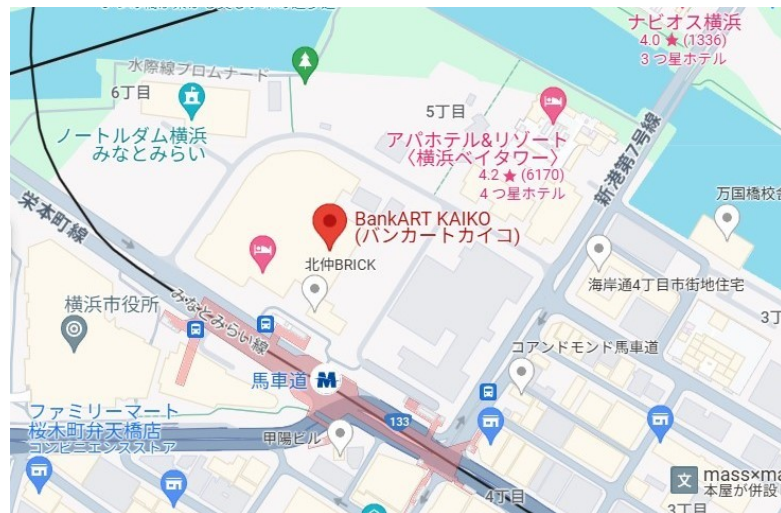 ナビオス横浜
4.0 ★ (1336)
3 つ星ホテル
水際線プロムナード
6丁目
5丁目
ノートルダム横浜
みなとみらい
アパホテル&リゾート
〈横浜ベイタワー〉
4.2 ★ (6170)
4 つ星ホテル
新港第7号線
万国橋校舎
栄本町線
BankART KAIKO
(バンカートカイコ)
北仲BRICK
海岸通4丁目市街地住宅
横浜市役所
みなとみらい線
3丁
コアンドモンド馬車道
馬車道
ファミリーマート
桜木町弁天橋店
コンビニエンスストア
133
甲陽ビル
4丁目
mass×ma
本屋が併設
3丁目